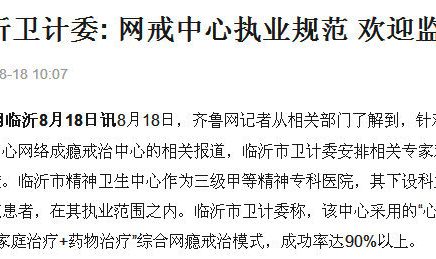 沂卫计委: 网戒中心执业规范 欢迎监
8-18 10:07
临沂8月18日讯8月18日，齐鲁网记者从相关部门了解到，针
心网络成瘾戒治中心的相关报道，临沂市卫计委安排相关专家
。临沂市精神卫生中心作为三级甲等精神专科医院，其下设科
患者，在其执业范围之内。临沂市卫计委称，该中心采用的“心
家庭治疗+药物治疗”综合网瘾戒治模式，成功率达90%以上。